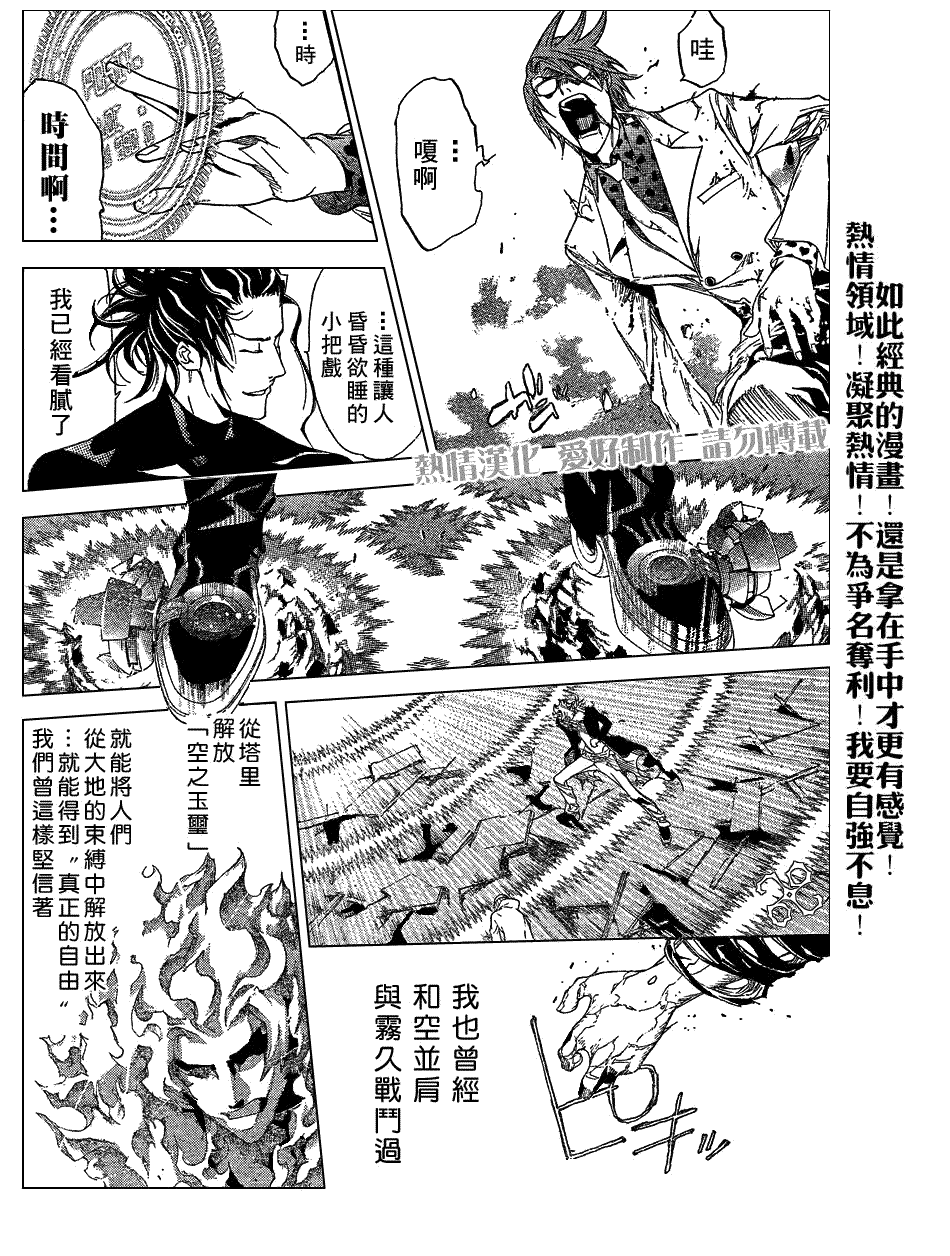 哇
…
嘎啊
…時
時間啊…
…這種讓人
昏昏欲睡的
小把戲
我已經看膩了
熱情漢化 愛好制作 請勿轉載
我也曾經
和空並肩
與霧久戰鬥過
從塔里
解放
「空之玉璽」
就能將人們
從大地的束縛中解放出來
…就能得到〝真正的自由〞
我們曾這樣堅信著
如此經典的漫畫！還是拿在手中才更有感覺！
熱情領域！凝聚熱情！不為爭名奪利！我要自強不息！